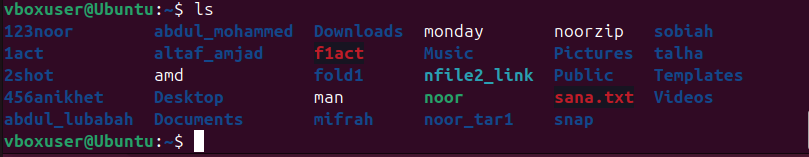 vboxuser@Ubuntu:~$ ls
123noor abdul_mohammed Downloads monday noorzip sobiah
1act altaf_amjad f1act Music Pictures talha
2shot amd fold1 nfile2_link Public Templates
456anikhet Desktop man noor sana.txt Videos
abdul_lubabah Documents mifrah noor_tar1 snap
vboxuser@Ubuntu:~$